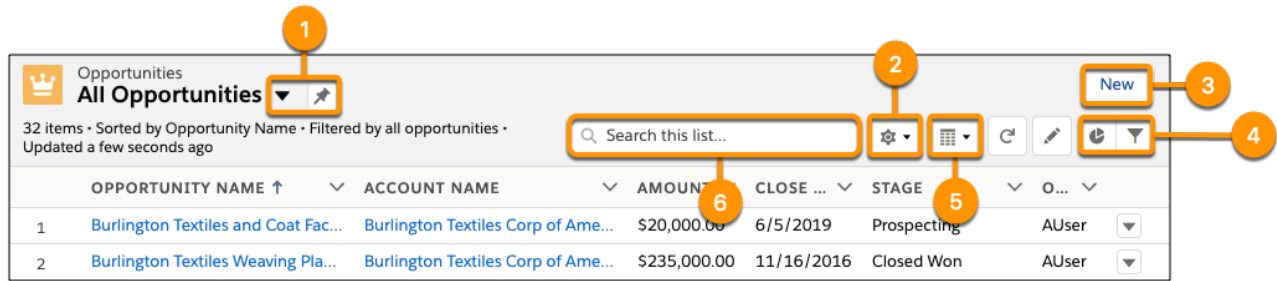 1
Opportunities
All Opportunities
2
New
3
32 items • Sorted by Opportunity Name • Filtered by all opportunities •
Updated a few seconds ago
Search this list...
4
OPPORTUNITY NAME ↑ ACCOUNT NAME AMOUNT CLOSE ... STAGE O...
6
5
1 Burlington Textiles and Coat Fac... Burlington Textiles Corp of Ame... $20,000.00 6/5/2019 Prospecting AUser
2 Burlington Textiles Weaving Pla... Burlington Textiles Corp of Ame... $235,000.00 11/16/2016 Closed Won AUser